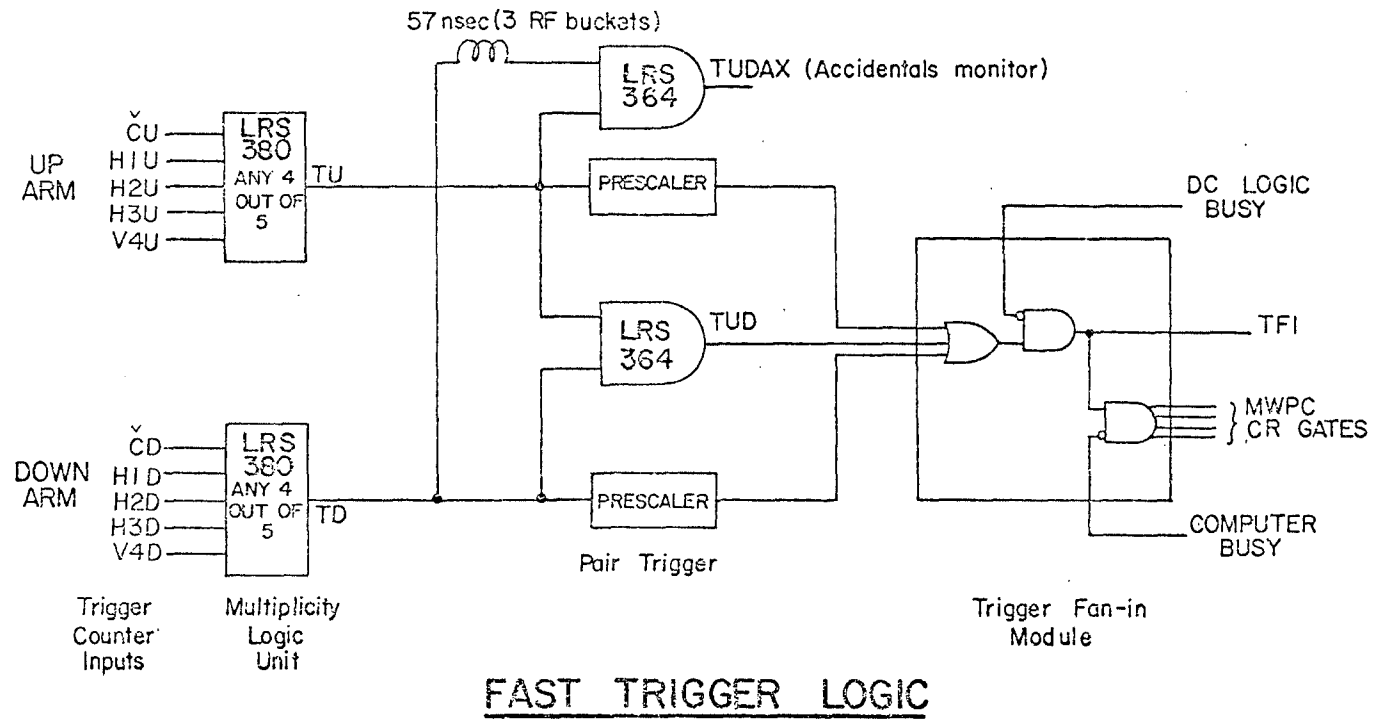 57 nsec (3 RF buckets)
LRS
364
TUDAX (Accidentals monitor)
UP
ARM
ČU
H1U
H2U
H3U
V4U
LRS
380
ANY 4
OUT OF
5
TU
PRESCALER
DC LOGIC
BUSY
LRS
364
TUD
TFI
MWPC
CR GATES
DOWN
ARM
ČD
H1D
H2D
H3D
V4D
LRS
380
ANY 4
OUT OF
5
TD
PRESCALER
COMPUTER
BUSY
Pair Trigger
Trigger
Counter
Inputs
Multiplicity
Logic
Unit
Trigger Fan-in
Module
FAST TRIGGER LOGIC